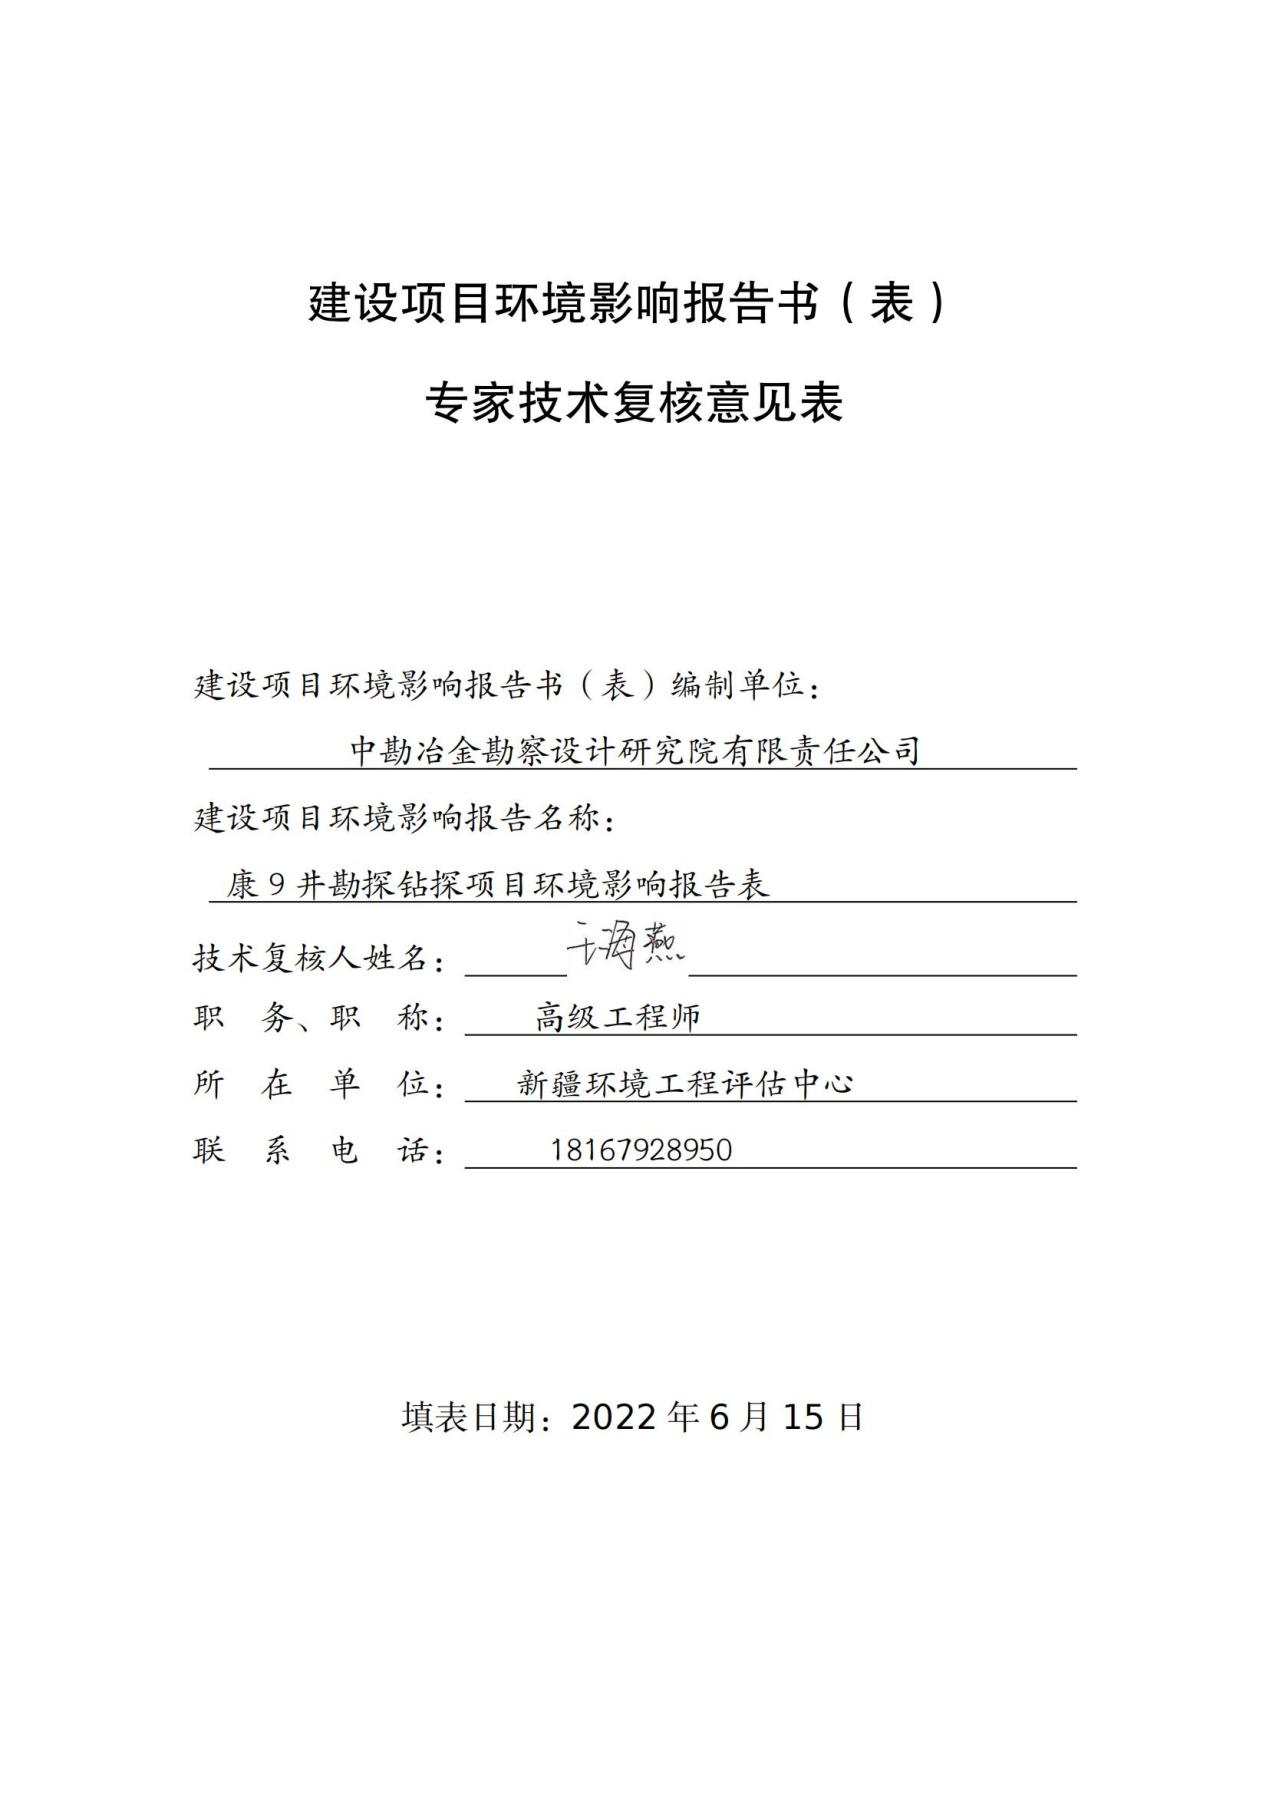 建设项目环境影响报告书（表）
专家技术复核意见表
建设项目环境影响报告书（表）编制单位：
中勘冶金勘察设计研究院有限责任公司
建设项目环境影响报告名称：
康 9 井勘探钻探项目环境影响报告表
技术复核人姓名：于海燕
职 务、职 称：高级工程师
所 在 单 位：新疆环境工程评估中心
联 系 电 话：18167928950
填表日期：2022 年 6 月 15 日